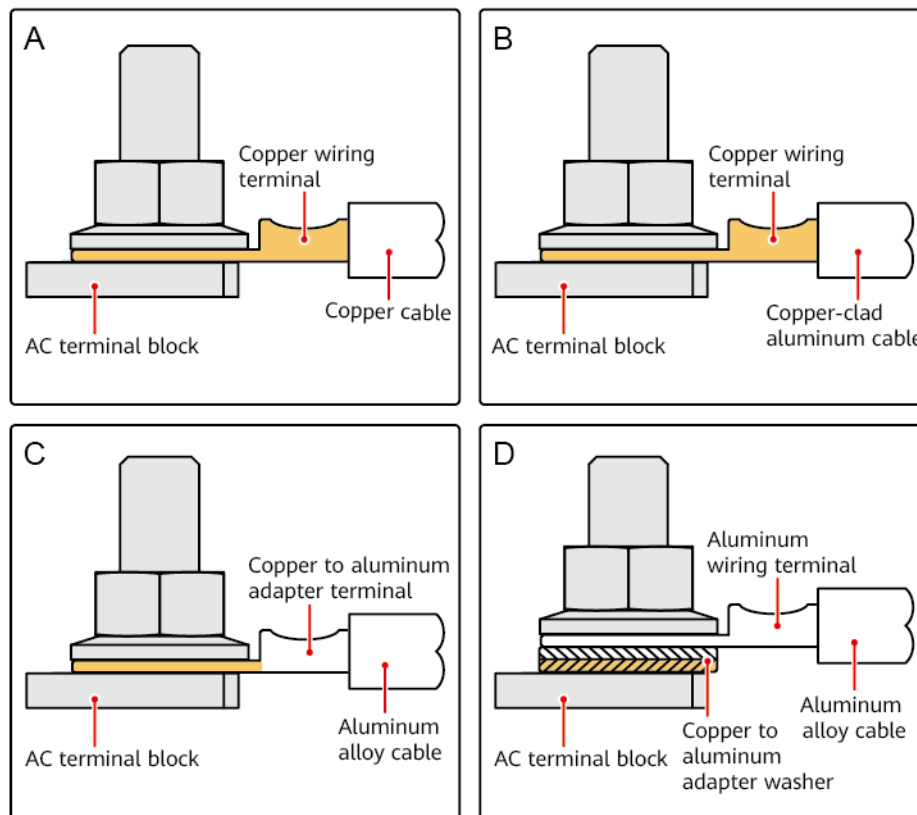 A
Copper wiring
terminal
Copper cable
AC terminal block
B
Copper wiring
terminal
Copper-clad
aluminum cable
AC terminal block
C
Copper to aluminum
adapter terminal
Aluminum
alloy cable
AC terminal block
D
Aluminum
wiring terminal
Aluminum
alloy cable
Copper to
aluminum
adapter washer
AC terminal block